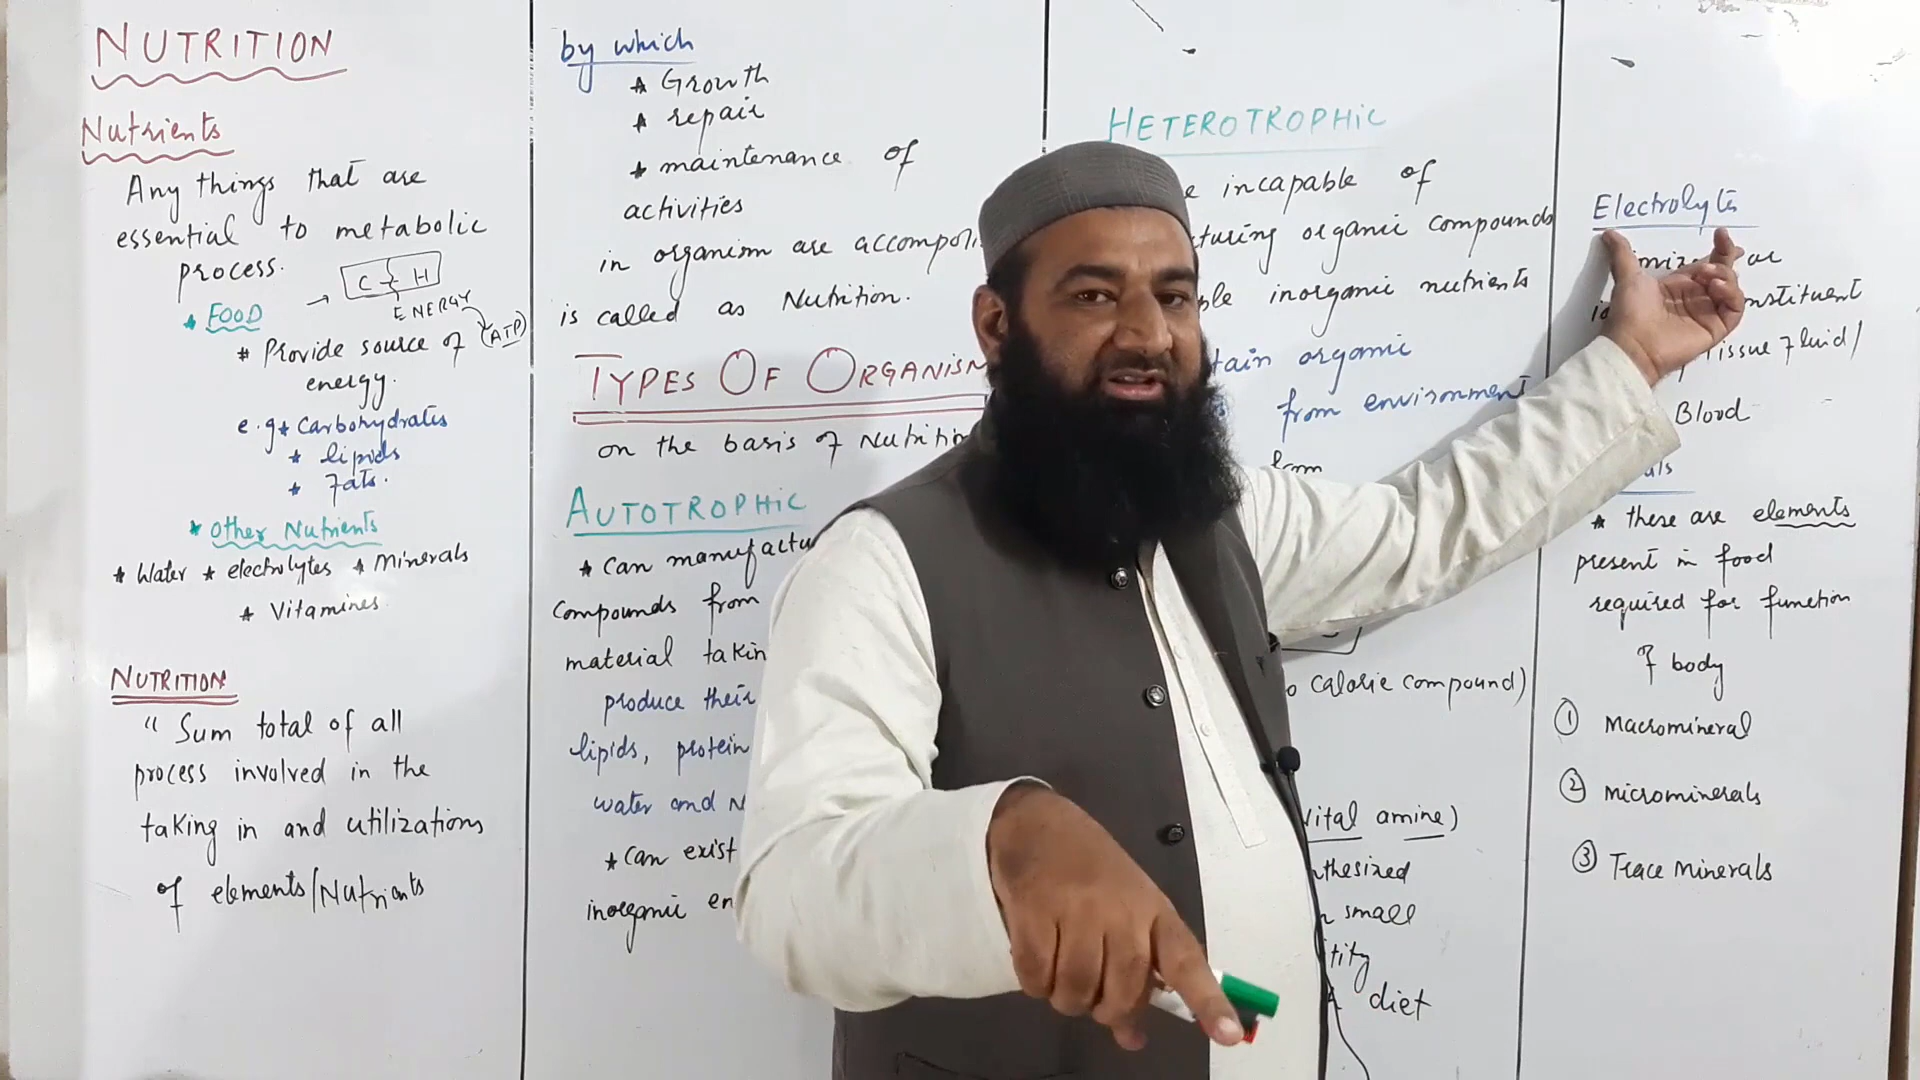 NUTRITION
Nutrients
Any things that are
essential to metabolic
process.
C H
ENERGY
(ATP)
* FOOD
* Provide source of
energy.
e.g * Carbohydrates
* lipids
* Fats.
* Other Nutrients
* Water * electrolytes * Minerals
* Vitamines
NUTRITION
" Sum total of all
process involved in the
taking in and utilizations
of elements/Nutrients
by which
* Growth
* repair
* maintenance of
activities
in organism are
is called as Nutrition.
TYPES OF ORGANISM
on the basis of
AUTOTROPHIC
* Can
Compounds from
material
produce their
lipids, protein
water and
* Can exist
inorganic
HETEROTROPHIC
incapable of
organic compounds
inorganic nutrients
organic
from environment
calorie compound)
amine)
small
diet
Electrolytes
or
Tissue fluid/
Blood
* these are elements
present in food
required for function
of body
① Macromineral
② microminerals
③ Trace Minerals